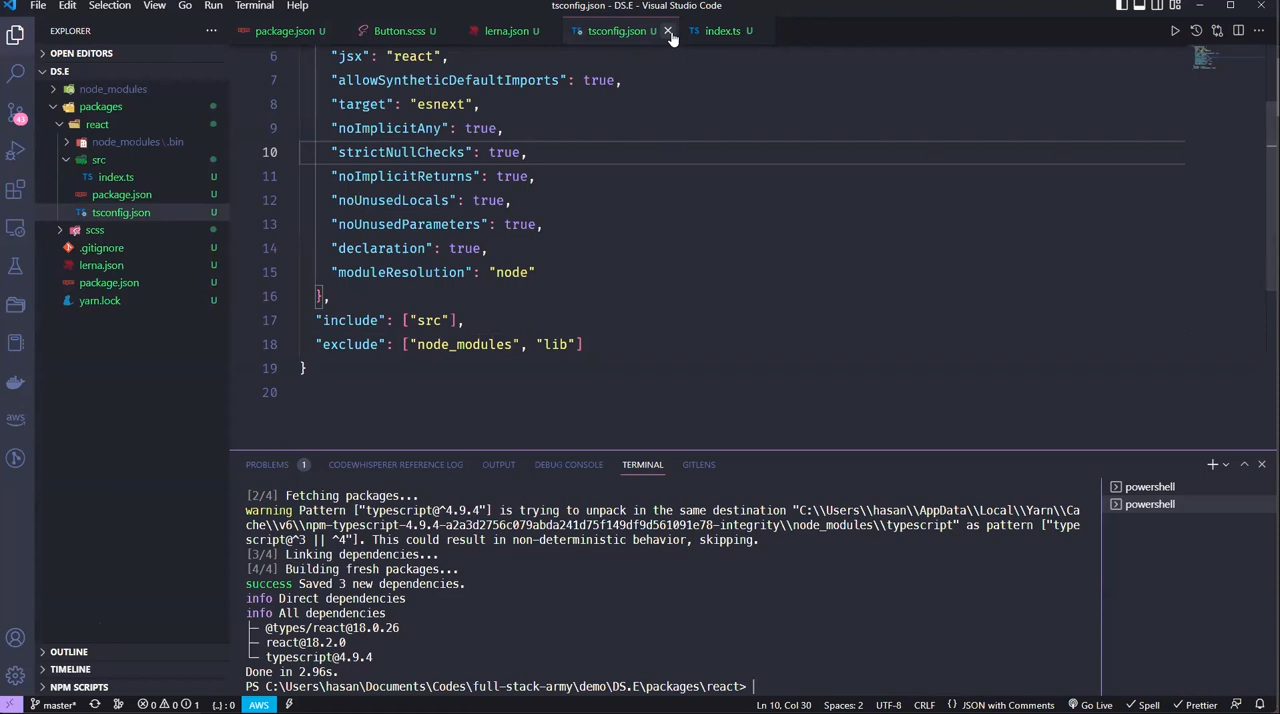 File Edit Selection View Go Run Terminal Help
tsconfig.json - DS.E - Visual Studio Code
EXPLORER
OPEN EDITORS
DS.E
node_modules
packages
react
node_modules \ .bin
src
index.ts U
package.json U
tsconfig.json U
scss
.gitignore U
lerna.json U
package.json U
yarn.lock U
OUTLINE
TIMELINE
NPM SCRIPTS
43
package.json U Button.scss U lerna.json U TS tsconfig.json U TS index.ts U
6 "jsx": "react",
7 "allowSyntheticDefaultImports": true,
8 "target": "esnext",
9 "noImplicitAny": true,
10 "strictNullChecks": true,
11 "noImplicitReturns": true,
12 "noUnusedLocals": true,
13 "noUnusedParameters": true,
14 "declaration": true,
15 "moduleResolution": "node"
16 },
17 "include": ["src"],
18 "exclude": ["node_modules", "lib"]
19 }
20
PROBLEMS 1 CODEWHISPERER REFERENCE LOG OUTPUT DEBUG CONSOLE TERMINAL GITLENS
[2/4] Fetching packages...
warning Pattern ["typescript@^4.9.4"] is trying to unpack in the same destination "C:\\Users\\hasan\\AppData\\Local\\Yarn\\Ca
che\\v6\\npm-typescript-4.9.4-a2a3d2756c079abda241d75f149df9d561091e78-integrity\\node_modules\\typescript" as pattern ["type
script@^3 || ^4"]. This could result in non-deterministic behavior, skipping.
[3/4] Linking dependencies...
[4/4] Building fresh packages...
success Saved 3 new dependencies.
info Direct dependencies
info All dependencies
├─ @types/react@18.0.26
├─ react@18.2.0
└─ typescript@4.9.4
Done in 2.96s.
PS C:\Users\hasan\Documents\Codes\full-stack-army\demo\DS.E\packages\react>
powershell
powershell
aws
master* 0 0 1 {..} : 0 AWS Ln 10, Col 30 Spaces: 2 UTF-8 CRLF {} JSON with Comments Go Live Spell Prettier